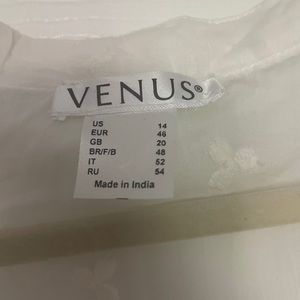 VENUS®
US 14
EUR 46
GB 20
BR/F/B 48
IT 52
RU 54
Made in India